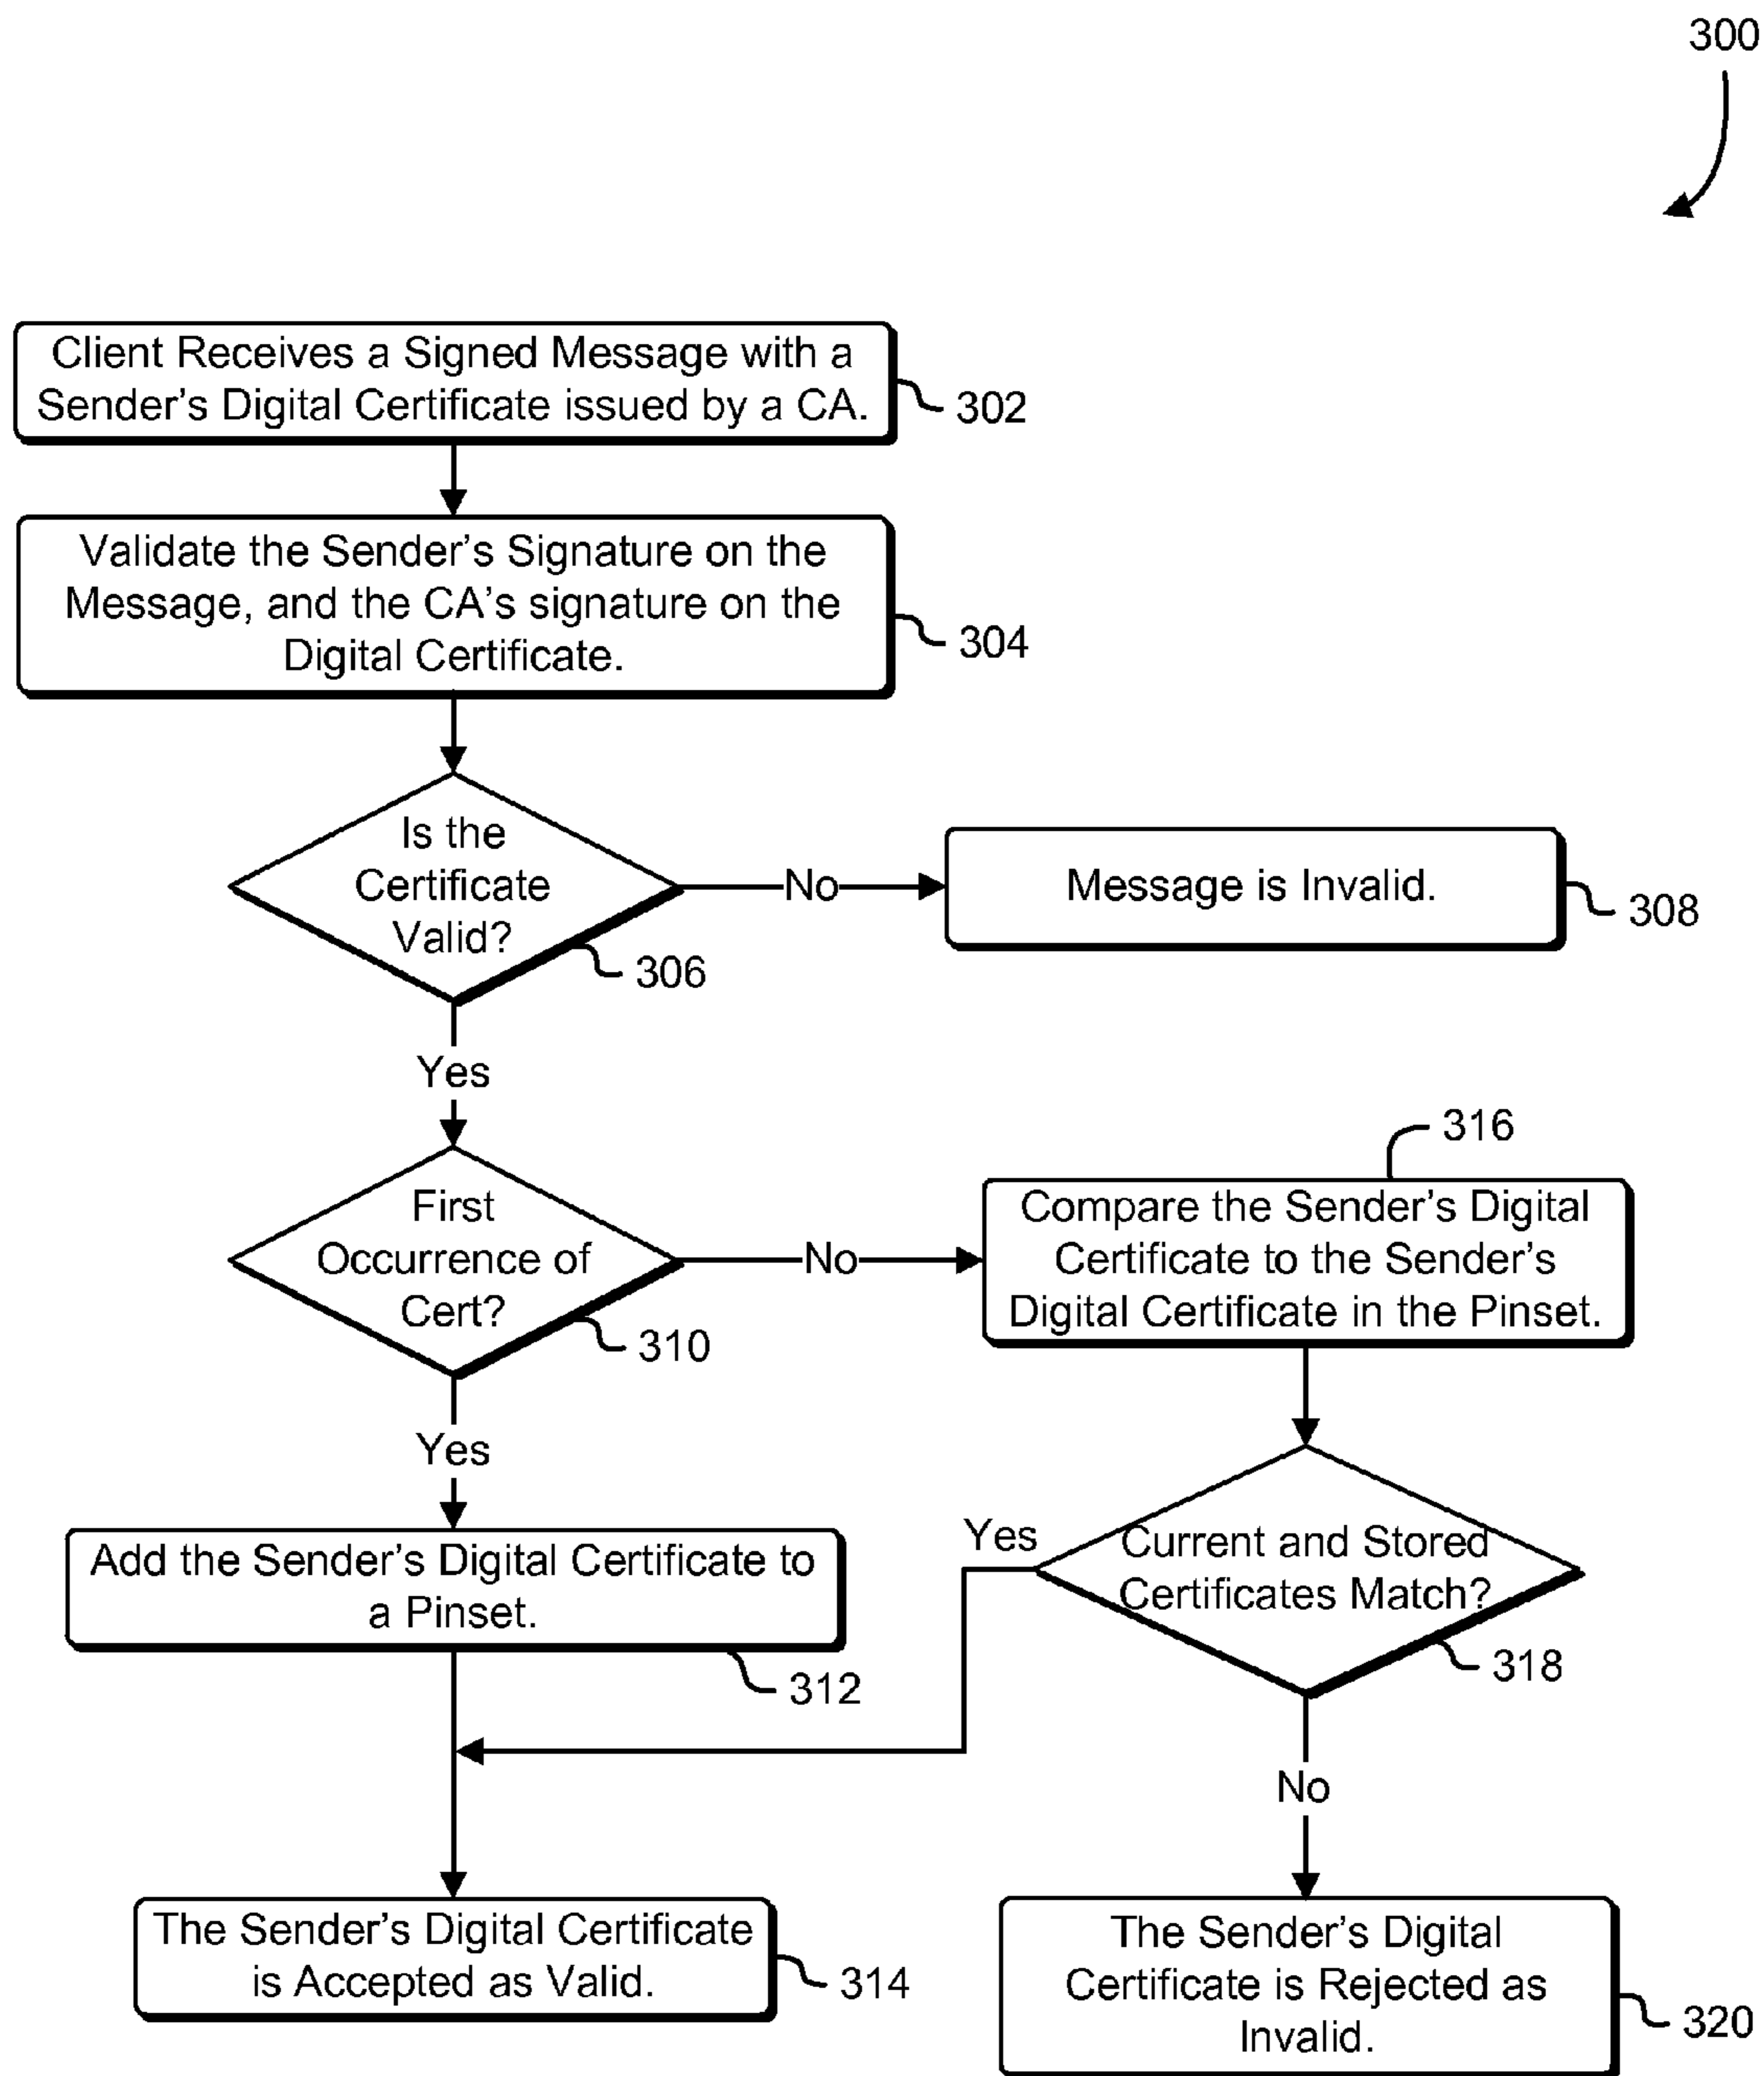 300
Client Receives a Signed Message with a
Sender's Digital Certificate issued by a CA.
302
Validate the Sender's Signature on the
Message, and the CA's signature on the
Digital Certificate.
304
Is the
Certificate
Valid?
306
No
Message is Invalid.
308
Yes
First
Occurrence of
Cert?
310
No
316
Compare the Sender's Digital
Certificate to the Sender's
Digital Certificate in the Pinset.
Yes
Add the Sender's Digital Certificate to
a Pinset.
312
Yes
Current and Stored
Certificates Match?
318
No
The Sender's Digital Certificate
is Accepted as Valid.
314
The Sender's Digital
Certificate is Rejected as
Invalid.
320